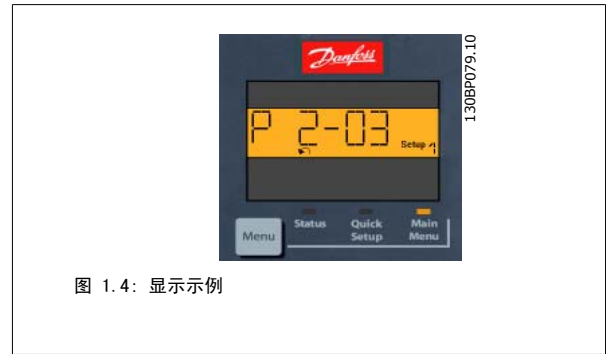 Danfoss
130BP079.10
P 2-03
Setup 1
Menu
Status
Quick Setup
Main Menu
图 1.4: 显示示例